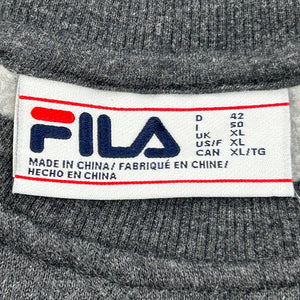 FILA
D 42
I 50
UK XL
US/F XL
CAN XL/TG
MADE IN CHINA/ FABRIQUÉ EN CHINE/
HECHO EN CHINA